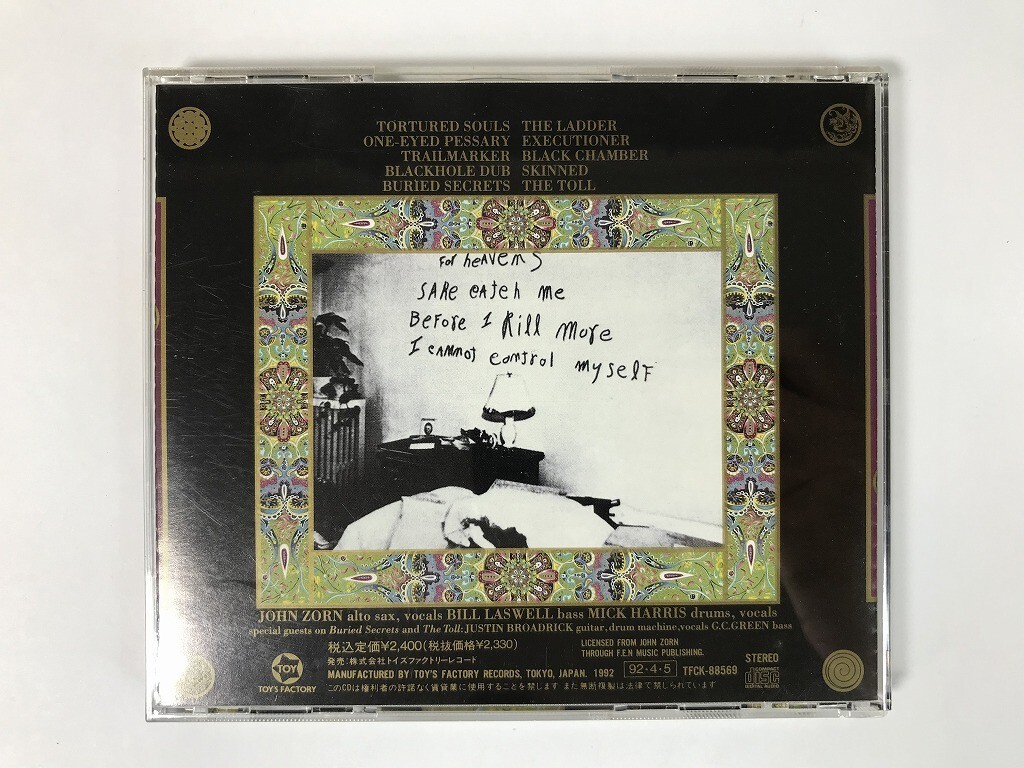 TORTURED SOULS THE LADDER
ONE-EYED PESSARY EXECUTIONER
TRAILMARKER BLACK CHAMBER
BLACKHOLE DUB SKINNED
BURIED SECRETS THE TOLL
For heAvens
SAKe cAtch me
BeFore I Kill More
I cannot control myselF
JOHN ZORN alto sax, vocals BILL LASWELL bass MICK HARRIS drums, vocals
special guests on Buried Secrets and The Toll: JUSTIN BROADRICK guitar, drum machine, vocals G.C.GREEN bass
税込定価¥2,400(税抜価格¥2,330)
発売:株式会社トイズファクトリーレコード
MANUFACTURED BY TOY'S FACTORY RECORDS, TOKYO, JAPAN. 1992
このCDは権利者の許諾なく賃貸業に使用することを禁じます また無断複製は法律で禁じられています
LICENSED FROM JOHN ZORN
THROUGH F.E.N MUSIC PUBLISHING.
92・4・5 TFCK-88569
STEREO
COMPACT
disc
DIGITAL AUDIO
TOY
TOY'S FACTORY